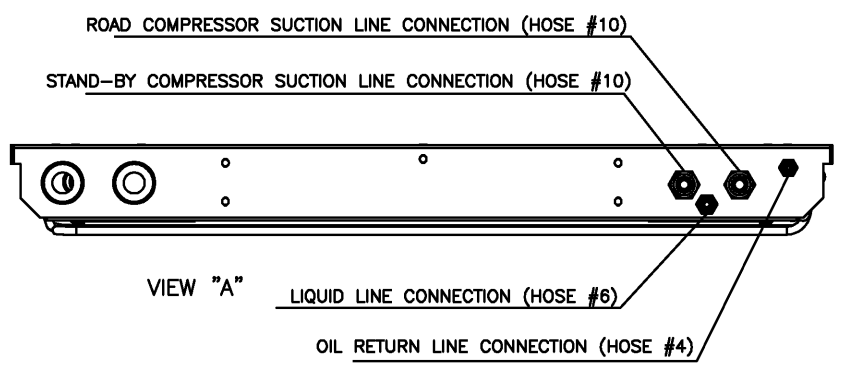 ROAD COMPRESSOR SUCTION LINE CONNECTION (HOSE #10)
STAND-BY COMPRESSOR SUCTION LINE CONNECTION (HOSE #10)
VIEW "A"
LIQUID LINE CONNECTION (HOSE #6)
OIL RETURN LINE CONNECTION (HOSE #4)